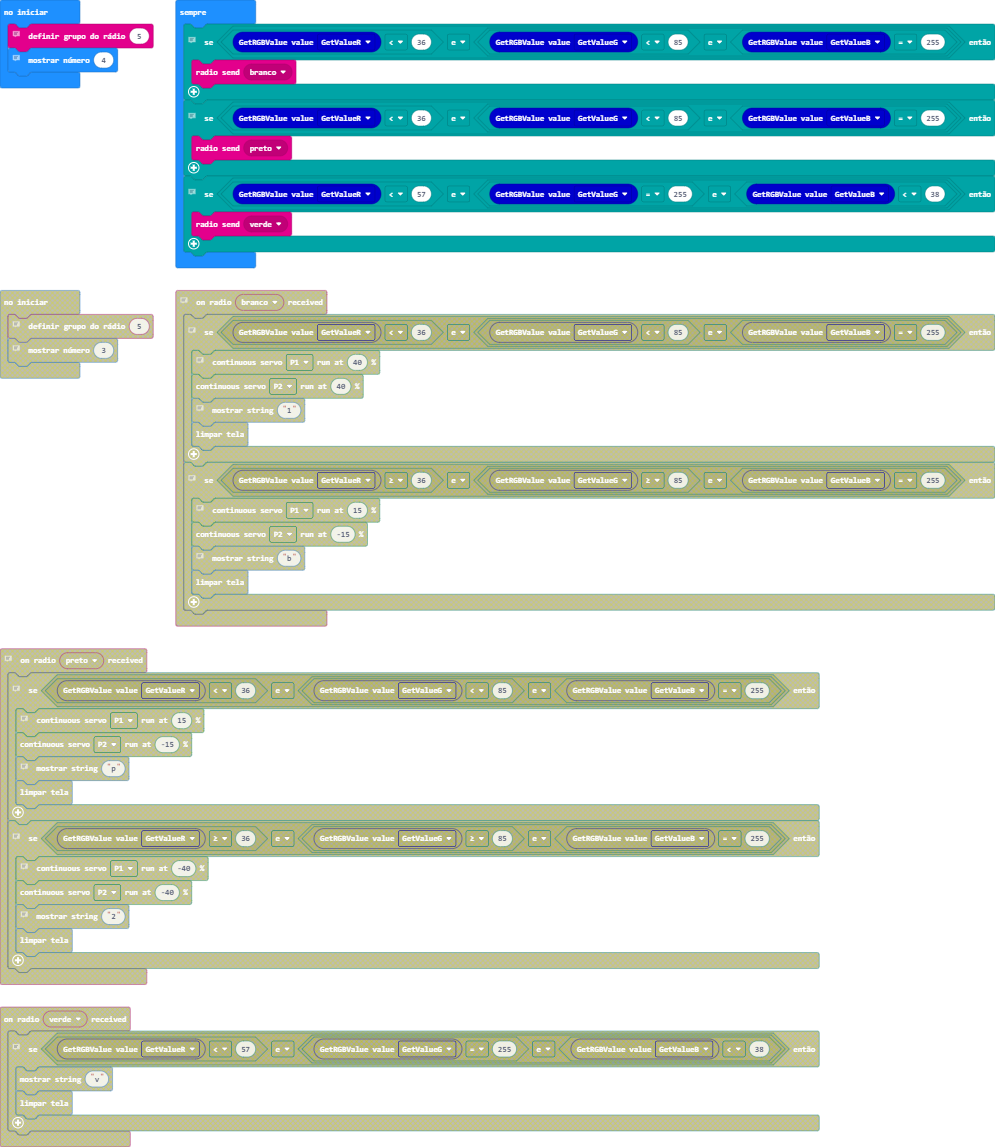 no iniciar
definir grupo do rádio 5
mostrar número 4
sempre
se GetRGBValue value GetValueR < 36 e GetRGBValue value GetValueG < 85 e GetRGBValue value GetValueB = 255 então
radio send branco
se GetRGBValue value GetValueR < 36 e GetRGBValue value GetValueG < 85 e GetRGBValue value GetValueB = 255 então
radio send preto
se GetRGBValue value GetValueR < 57 e GetRGBValue value GetValueG = 255 e GetRGBValue value GetValueB < 38 então
radio send verde
no iniciar
definir grupo do rádio 5
mostrar número 3
on radio branco received
se GetRGBValue value GetValueR < 36 e GetRGBValue value GetValueG < 85 e GetRGBValue value GetValueB = 255 então
continuous servo P1 run at 40 %
continuous servo P2 run at 40 %
mostrar string "1"
limpar tela
se GetRGBValue value GetValueR ≥ 36 e GetRGBValue value GetValueG ≥ 85 e GetRGBValue value GetValueB = 255 então
continuous servo P1 run at 15 %
continuous servo P2 run at -15 %
mostrar string "b"
limpar tela
on radio preto received
se GetRGBValue value GetValueR < 36 e GetRGBValue value GetValueG < 85 e GetRGBValue value GetValueB = 255 então
continuous servo P1 run at 15 %
continuous servo P2 run at -15 %
mostrar string "p"
limpar tela
se GetRGBValue value GetValueR ≥ 36 e GetRGBValue value GetValueG ≥ 85 e GetRGBValue value GetValueB = 255 então
continuous servo P1 run at -40 %
continuous servo P2 run at -40 %
mostrar string "2"
limpar tela
on radio verde received
se GetRGBValue value GetValueR < 57 e GetRGBValue value GetValueG = 255 e GetRGBValue value GetValueB < 38 então
mostrar string "v"
limpar tela